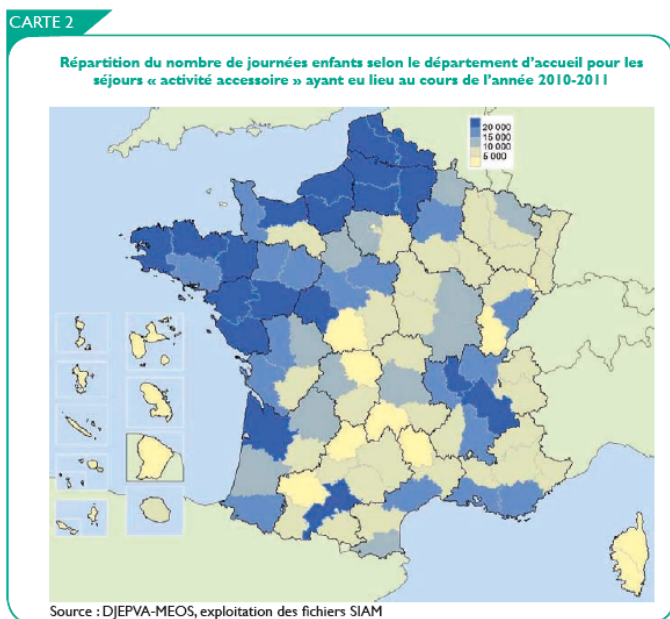 CARTE 2
Répartition du nombre de journées enfants selon le département d’accueil pour les
séjours « activité accessoire » ayant eu lieu au cours de l’année 2010-2011
20 000
15 000
10 000
5 000
Source : DJEPVA-MEOS, exploitation des fichiers SIAM